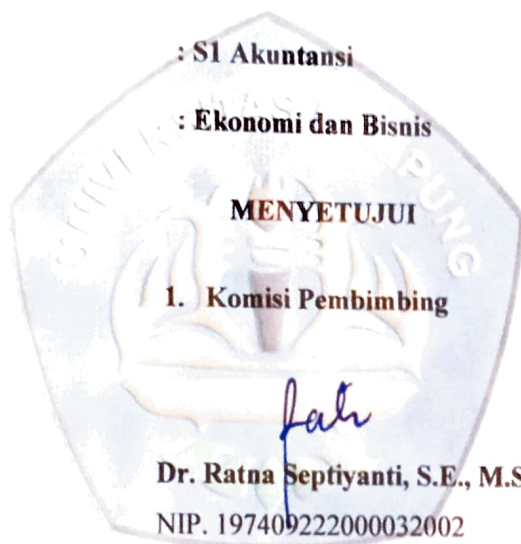 : S1 Akuntansi
: Ekonomi dan Bisnis
MENYETUJUI
1. Komisi Pembimbing
Dr. Ratna Septiyanti, S.E., M.S
NIP. 197409222000032002